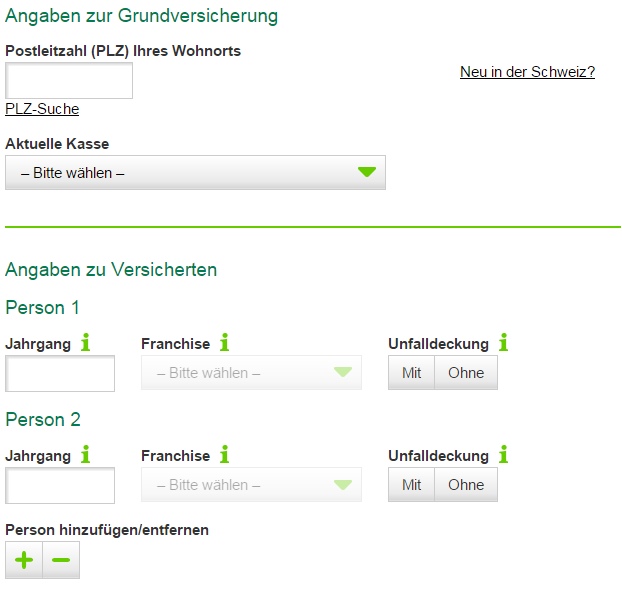 Angaben zur Grundversicherung
Postleitzahl (PLZ) Ihres Wohnorts
Neu in der Schweiz?
PLZ-Suche
Aktuelle Kasse
– Bitte wählen –
Angaben zu Versicherten
Person 1
Jahrgang i Franchise i Unfalldeckung i
– Bitte wählen – Mit Ohne
Person 2
Jahrgang i Franchise i Unfalldeckung i
– Bitte wählen – Mit Ohne
Person hinzufügen/entfernen
+ –